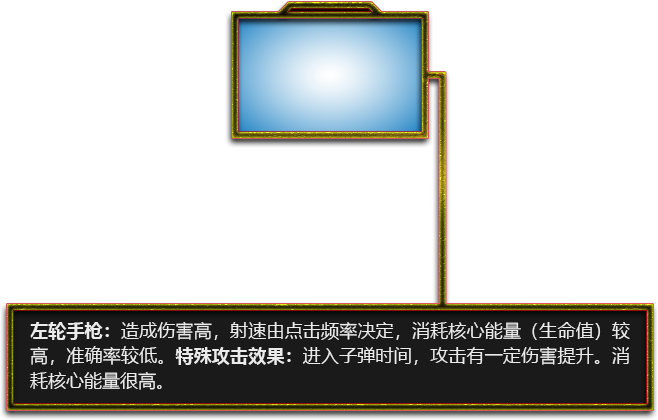 左轮手枪：造成伤害高，射速由点击频率决定，消耗核心能量（生命值）较
高，准确率较低。特殊攻击效果：进入子弹时间，攻击有一定伤害提升。消
耗核心能量很高。